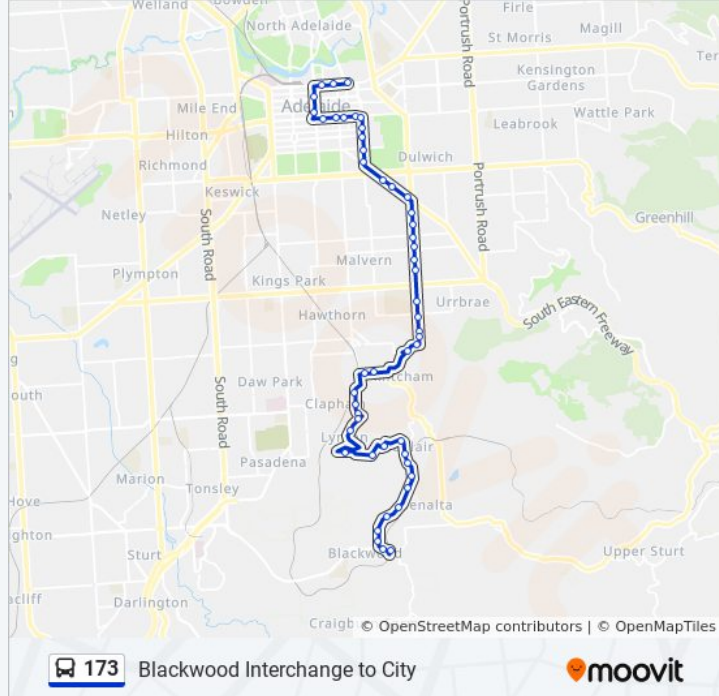 Welland
Bowden
Firle
North Adelaide
Portrush Road
St Morris
Magill
Kensington
Gardens
Mile End
Adelaide
Wattle Park
Hilton
Leabrook
Richmond
Dulwich
Keswick
Portrush Road
Netley
South Road
Greenhill
Malvern
Plympton
Kings Park
Urrbrae
Hawthorn
South Eastern Freeway
Daw Park
Mitcham
South Road
Clapham
Pasadena
Marion
Tonsley
Blackwood
Sturt
Upper Sturt
Darlington
© OpenStreetMap contributors | © OpenMapTiles
173 Blackwood Interchange to City
moovit